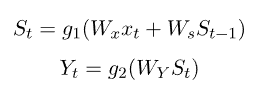 S_t = g_1(W_x x_t + W_s S_{t-1})
Y_t = g_2(W_Y S_t)